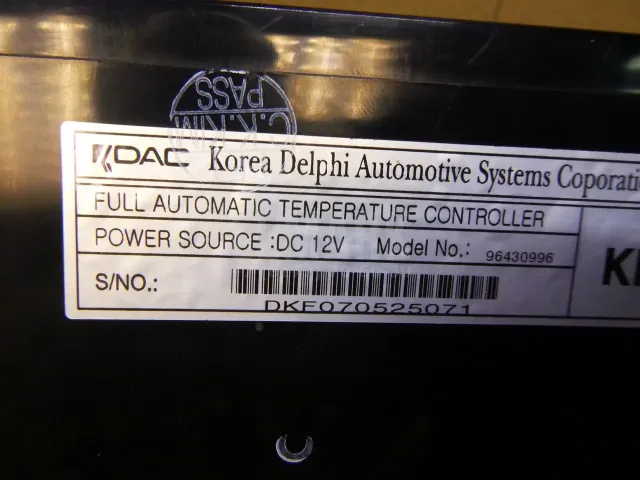 C.K.KIM
PASS
KDAC Korea Delphi Automotive Systems Coporati
FULL AUTOMATIC TEMPERATURE CONTROLLER
POWER SOURCE :DC 12V Model No.: 96430996
S/NO.:
DKE070525071